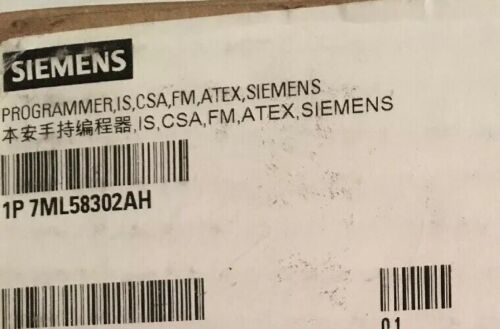 SIEMENS
PROGRAMMER,IS,CSA,FM,ATEX,SIEMENS
本安手持编程器,IS,CSA,FM,ATEX,SIEMENS
1P 7ML58302AH